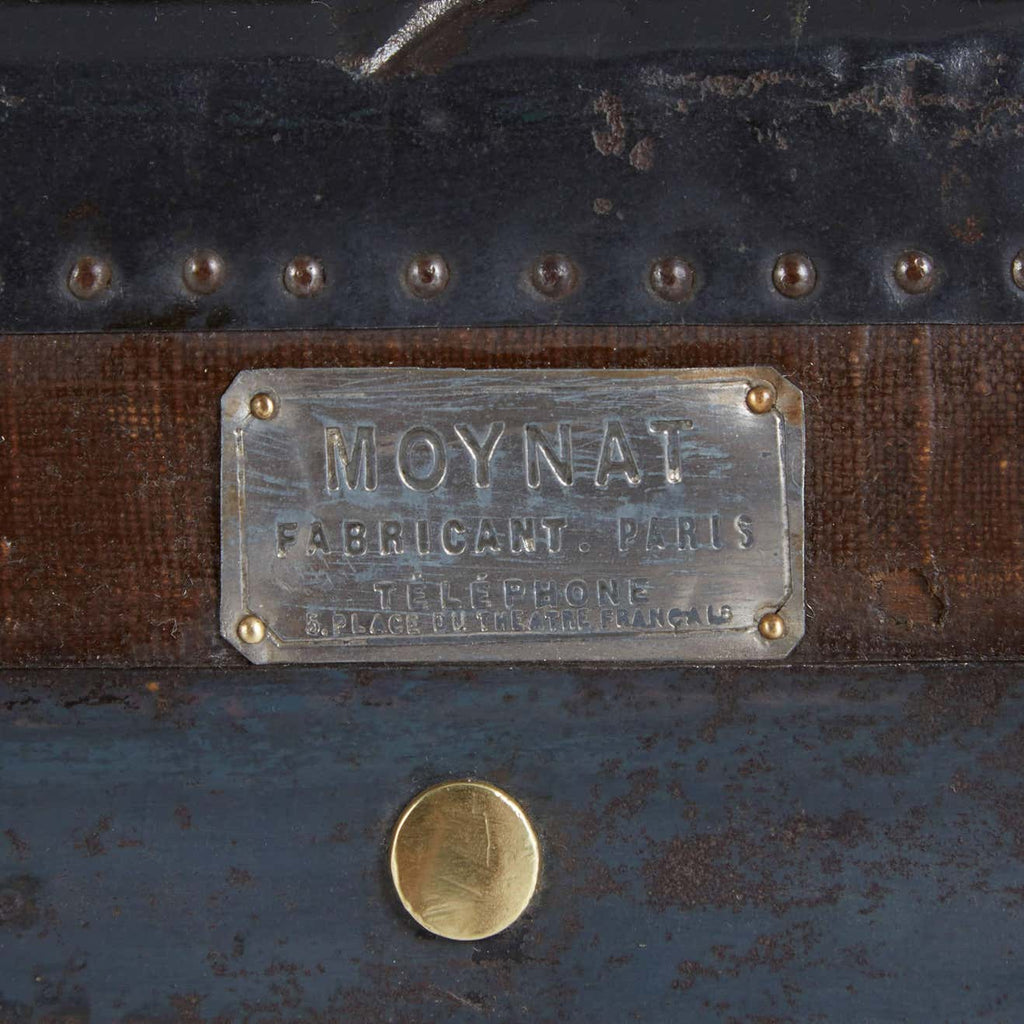 MOYNAT
FABRICANT. PARIS
TÉLÉPHONE
5. PLACE DU THEATRE FRANÇAIS